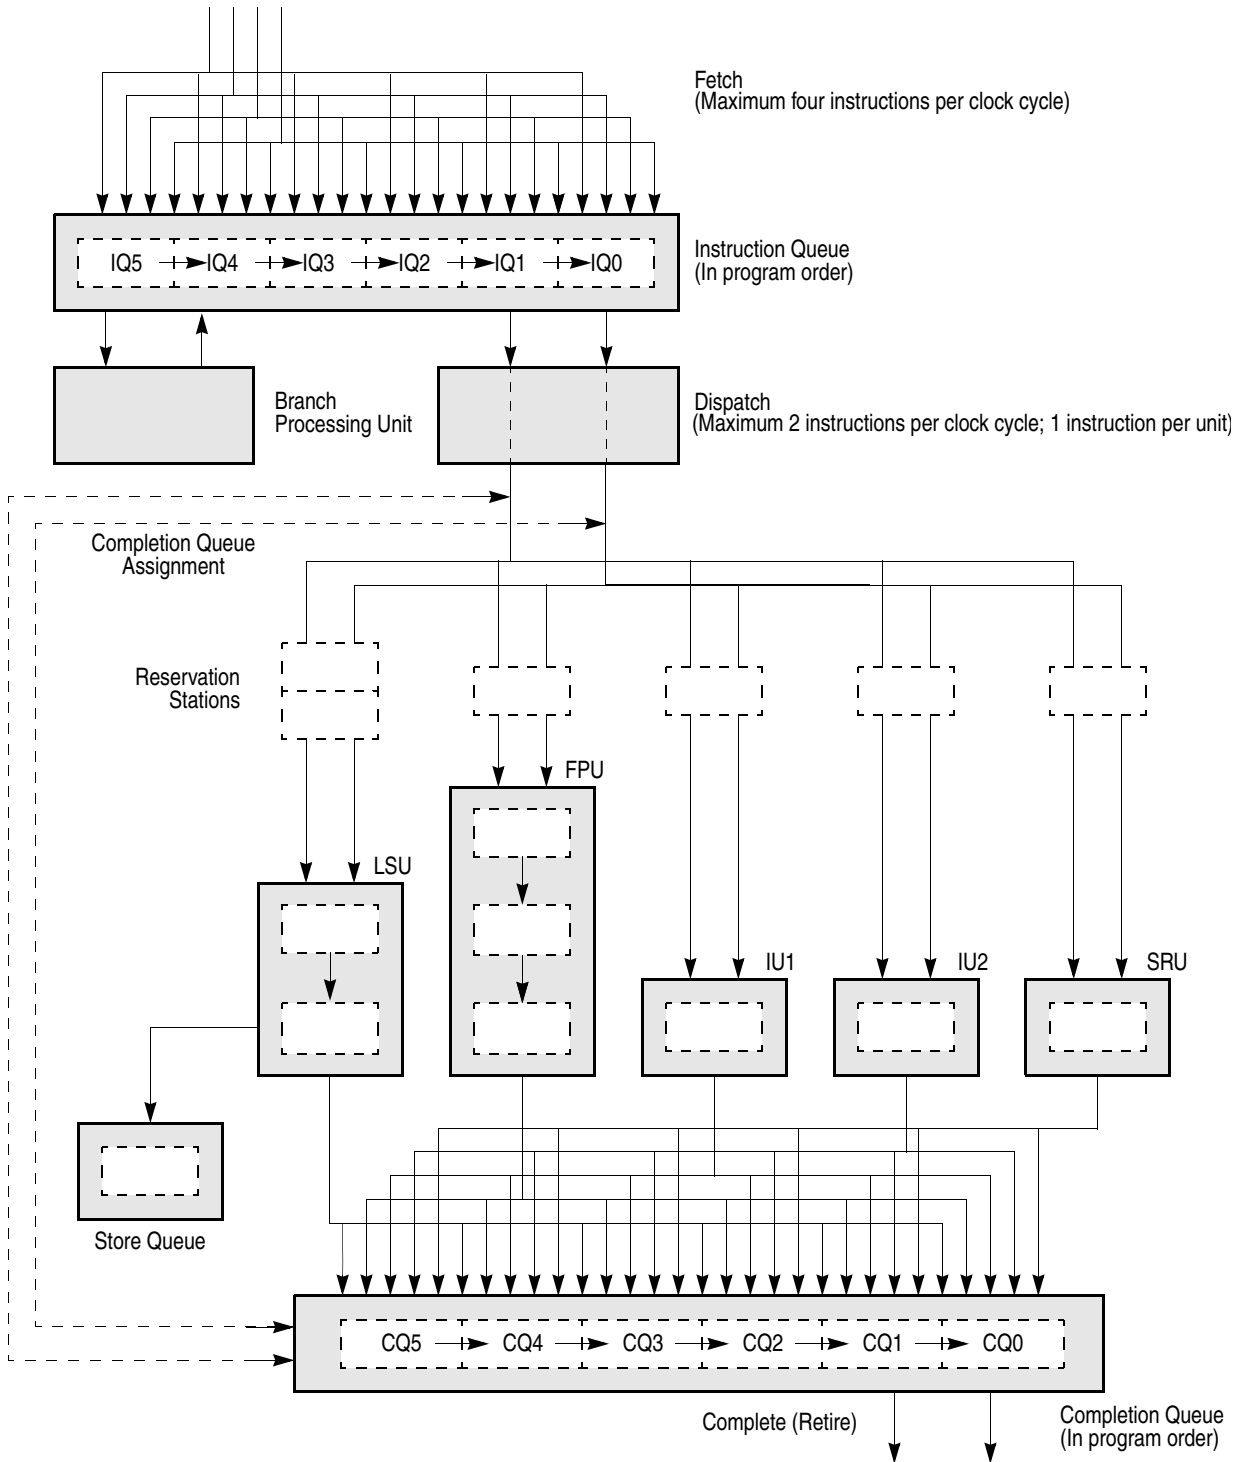 Fetch
(Maximum four instructions per clock cycle)
IQ5 IQ4 IQ3 IQ2 IQ1 IQ0
Instruction Queue
(In program order)
Branch
Processing Unit
Dispatch
(Maximum 2 instructions per clock cycle; 1 instruction per unit)
Completion Queue
Assignment
Reservation
Stations
FPU
LSU
IU1
IU2
SRU
Store Queue
CQ5 CQ4 CQ3 CQ2 CQ1 CQ0
Complete (Retire)
Completion Queue
(In program order)